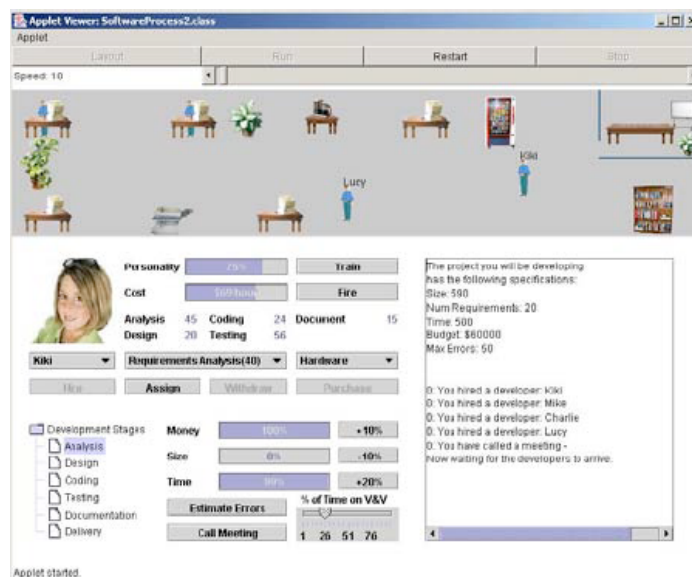 Applet Viewer: SoftwareProcess2.class
Applet
Layout Run Restart Stop
Speed: 10
Kiki
Lucy
Personality 75% Train
Cost Fire
Analysis 45 Coding 24 Document 15
Design 20 Testing 56
Kiki Requirements Analysis(40) Hardware
Hire Assign Withdraw Purchase
Development Stages
Analysis
Design
Coding
Testing
Documentation
Delivery
Money 100% +10%
Size 0% -10%
Time +20%
Estimate Errors
Call Meeting
% of Time on V&V
1 26 51 76
The project you will be developing
has the following specifications:
Size: 590
Num Requirements: 20
Time: 500
Budget: $60000
Max Errors: 50
0: You hired a developer: Kiki
0: You hired a developer: Mike
0: You hired a developer: Charlie
0: You hired a developer: Lucy
0: You have called a meeting -
Now waiting for the developers to arrive.
Applet started.